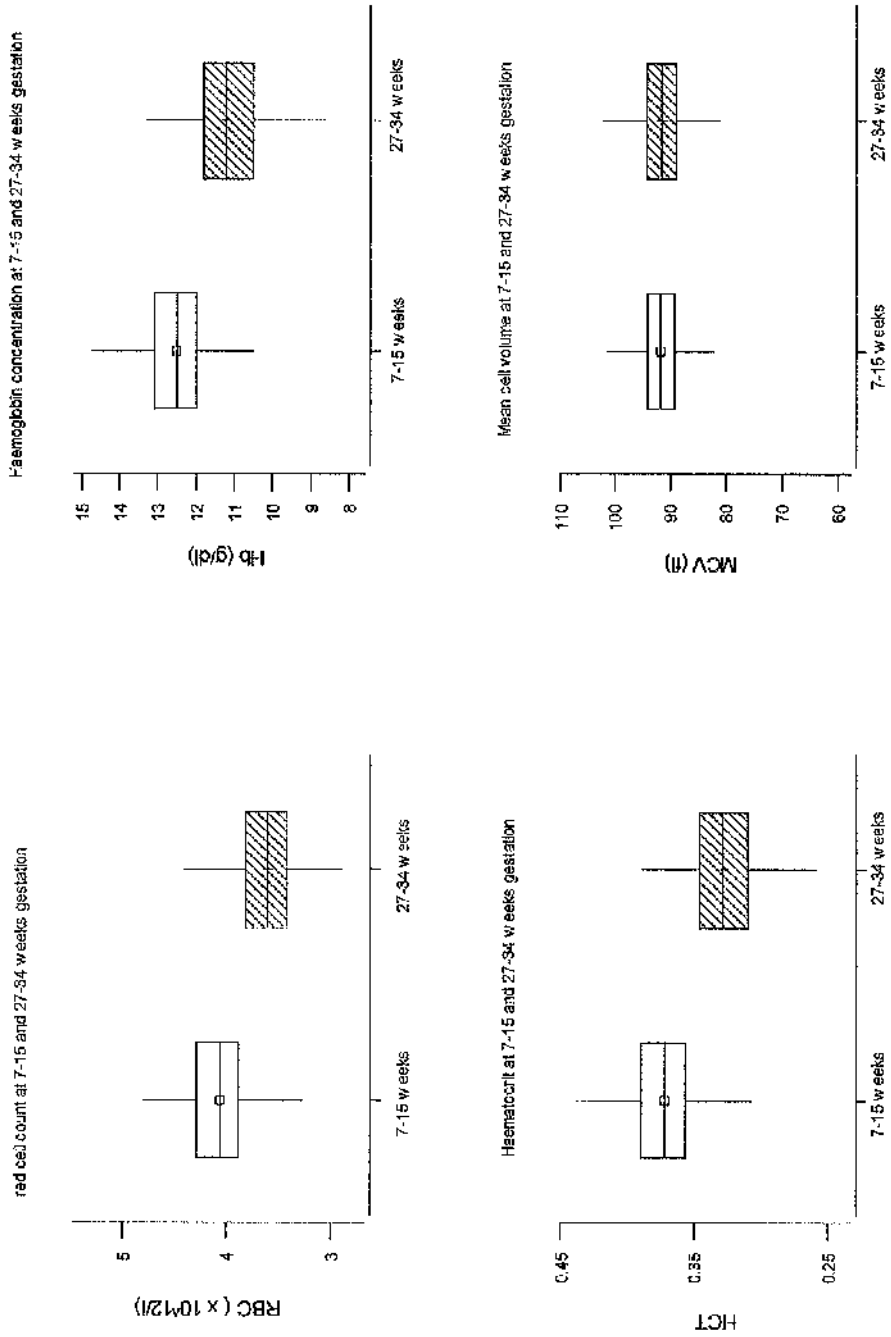 red cell count at 7-15 and 27-34 weeks gestation
RBC ( x 10^12/l)
5
4
3
7-15 weeks
27-34 weeks
Haemoglobin concentration at 7-15 and 27-34 weeks gestation
Hb (g/dl)
15
14
13
12
11
10
9
8
7-15 weeks
27-34 weeks
Haematocrit at 7-15 and 27-34 weeks gestation
HCT
0.45
0.35
0.25
7-15 weeks
27-34 weeks
Mean cell volume at 7-15 and 27-34 weeks gestation
MCV (fl)
110
100
90
80
70
60
7-15 weeks
27-34 weeks